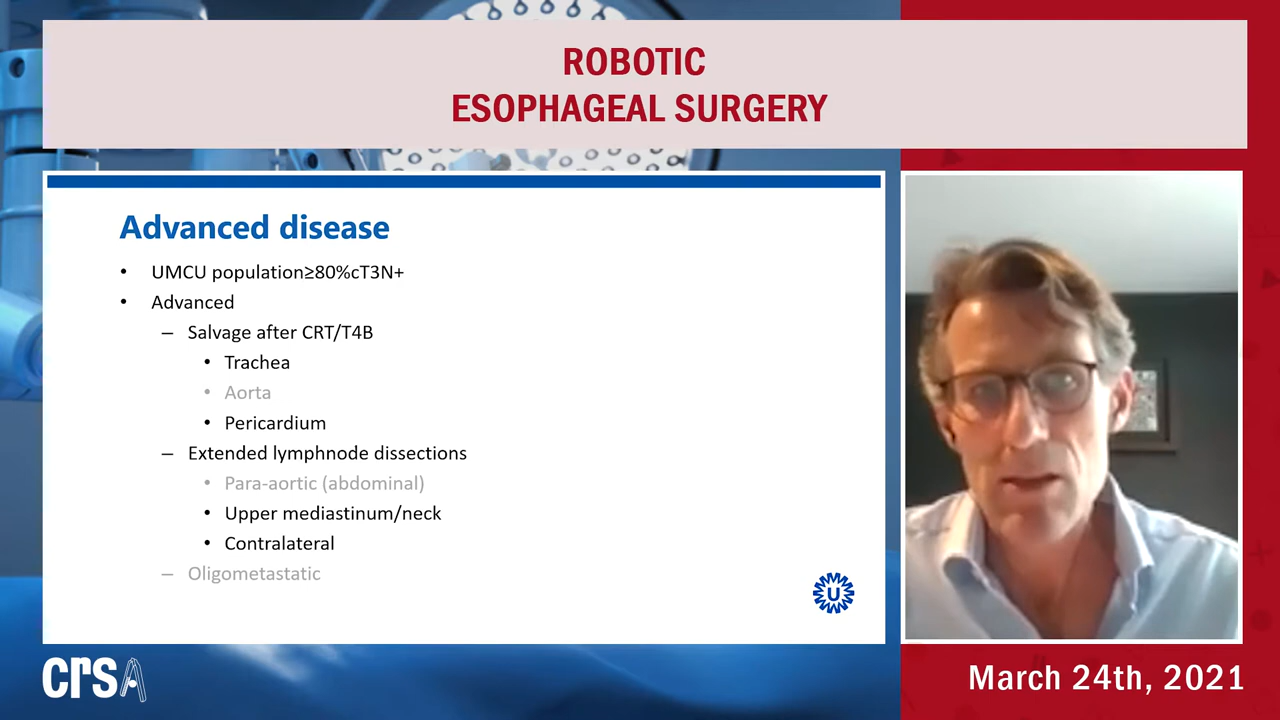 ROBOTIC
ESOPHAGEAL SURGERY
Advanced disease
• UMCU population≥80%cT3N+
• Advanced
– Salvage after CRT/T4B
• Trachea
• Aorta
• Pericardium
– Extended lymphnode dissections
• Para-aortic (abdominal)
• Upper mediastinum/neck
• Contralateral
– Oligometastatic
U
crsA
March 24th, 2021